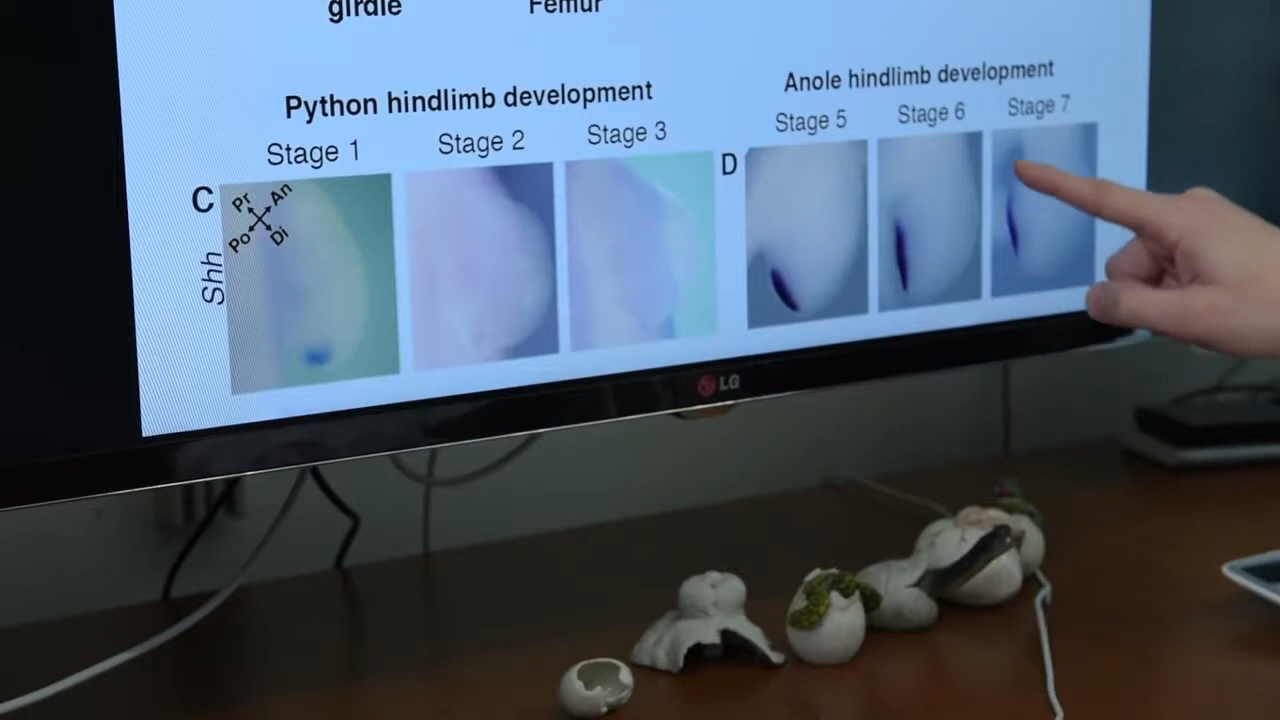 girdle
Femur
Python hindlimb development
Stage 1
Stage 2
Stage 3
C
Pr
An
Po
Di
Shh
Anole hindlimb development
Stage 5
Stage 6
Stage 7
D
LG